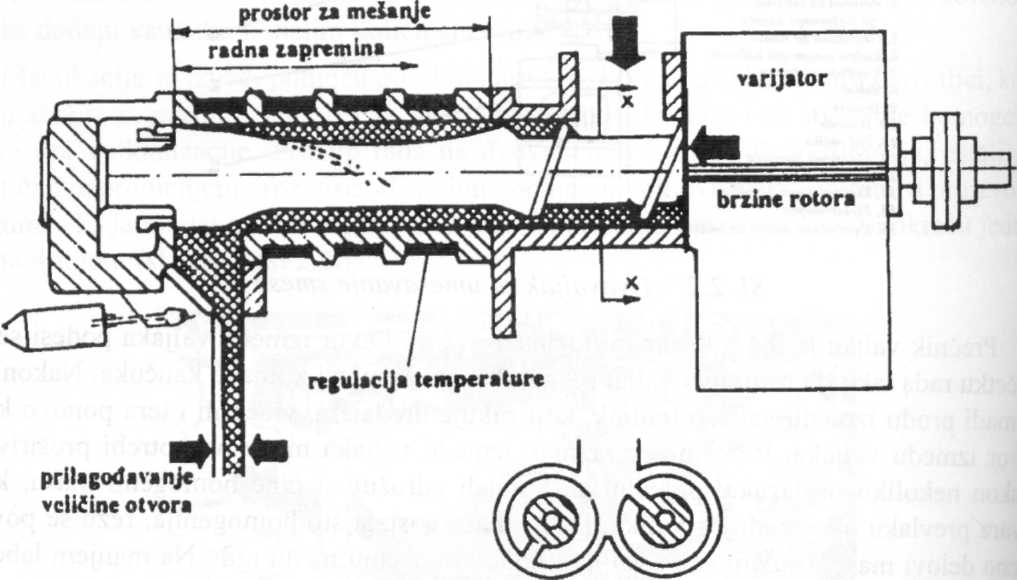 prostor za mešanje
radna zapremina
x
varijator
brzine rotora
x
regulacija temperature
prilagođavanje
veličine otvora